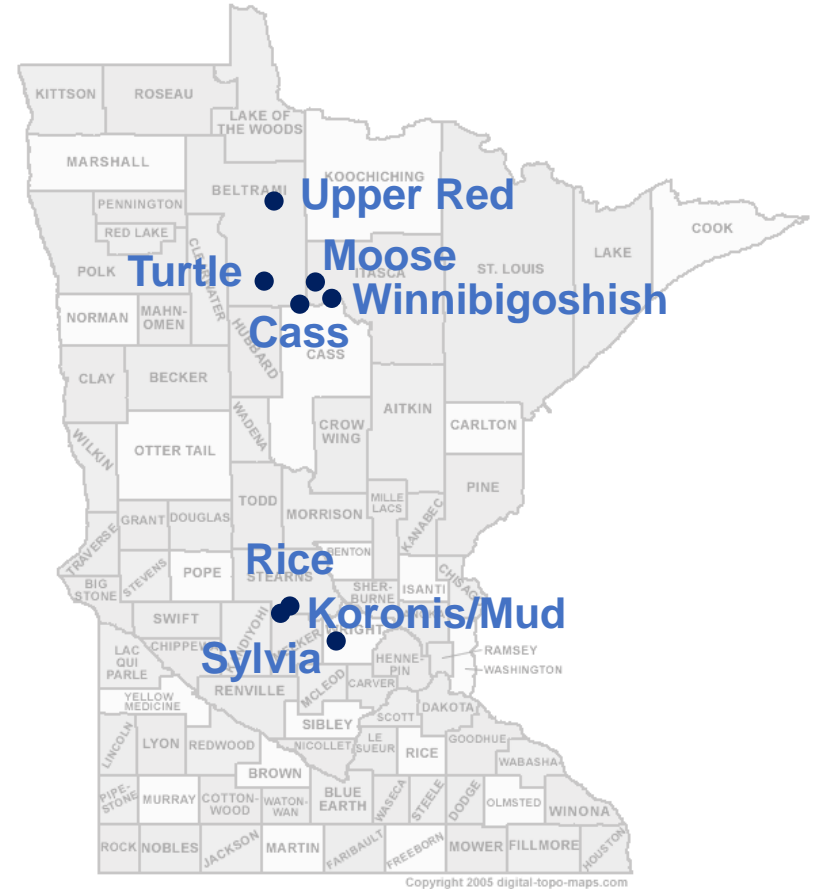 KITTSON
ROSEAU
LAKE OF
THE WOODS
MARSHALL
KOOCHICHING
BELTRAMI
Upper Red
PENNINGTON
RED LAKE
CLEARWATER
POLK
COOK
LAKE
ST. LOUIS
Turtle
Moose
ITASCA
Winnibigoshish
NORMAN
MAHN-
OMEN
Cass
HUBBARD
CASS
CLAY
BECKER
AITKIN
WADENA
CROW
WING
CARLTON
WILKIN
OTTER TAIL
PINE
TODD
MILLE
LACS
KANABEC
GRANT
DOUGLAS
MORRISON
TRAVERSE
Rice
BENTON
STEVENS
POPE
STEARNS
ISANTI
CHISAGO
BIG
STONE
SHER-
BURNE
SWIFT
Koronis/Mud
KANDIYOHI
MEEKER
WRIGHT
LAC
QUI
PARLE
CHIPPEWA
Sylvia
HENNE-
PIN
RAMSEY
WASHINGTON
RENVILLE
MCLEOD
CARVER
YELLOW
MEDICINE
SIBLEY
SCOTT
DAKOTA
LINCOLN
LYON
REDWOOD
NICOLLET
LE
SUEUR
RICE
GOODHUE
WABASHA
BROWN
PIPE-
STONE
MURRAY
COTTON-
WOOD
WATON-
WAN
BLUE
EARTH
WASECA
STEELE
DODGE
OLMSTED
WINONA
ROCK
NOBLES
JACKSON
MARTIN
FARIBAULT
FREEBORN
MOWER
FILLMORE
HOUSTON
Copyright 2005 digital-topo-maps.com